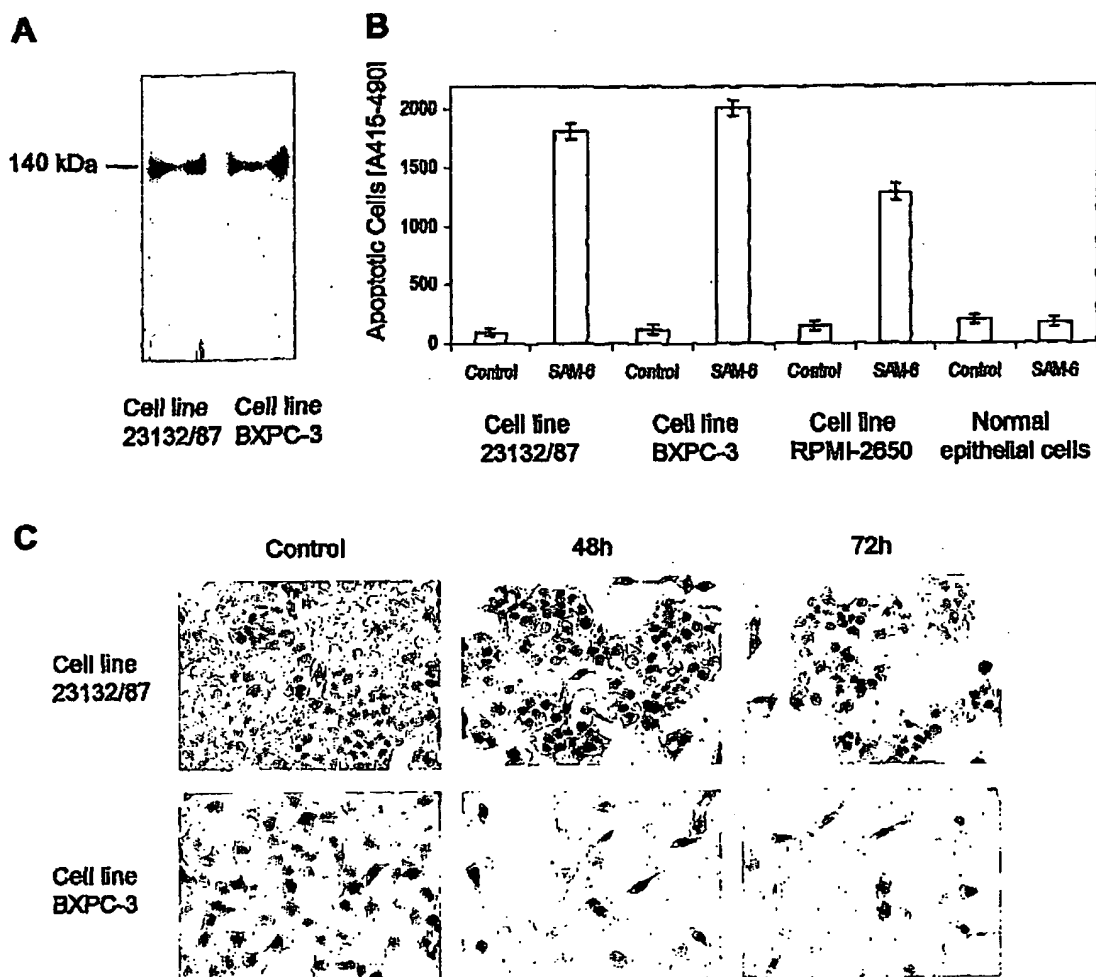 A
140 kDa
Cell line
23132/87
Cell line
BXPC-3
B
Apoptotic Cells [A415-490]
2000
1500
1000
500
0
Control
SAM-6
Control
SAM-6
Control
SAM-6
Control
SAM-6
Cell line
23132/87
Cell line
BXPC-3
Cell line
RPMI-2650
Normal
epithelial cells
C
Control
48h
72h
Cell line
23132/87
Cell line
BXPC-3